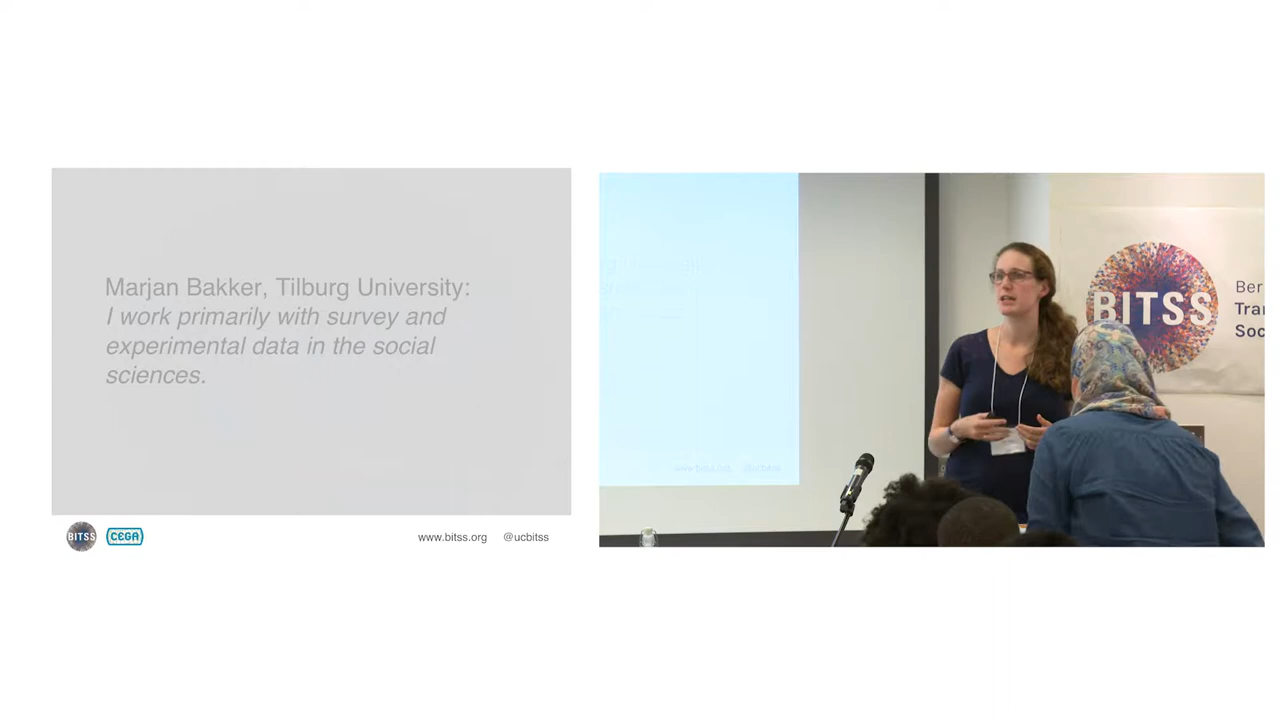 Marjan Bakker, Tilburg University:
I work primarily with survey and
experimental data in the social
sciences.
BITSS
CEGA
www.bitss.org @ucbitss
BITSS
Ber
Tra
Soc